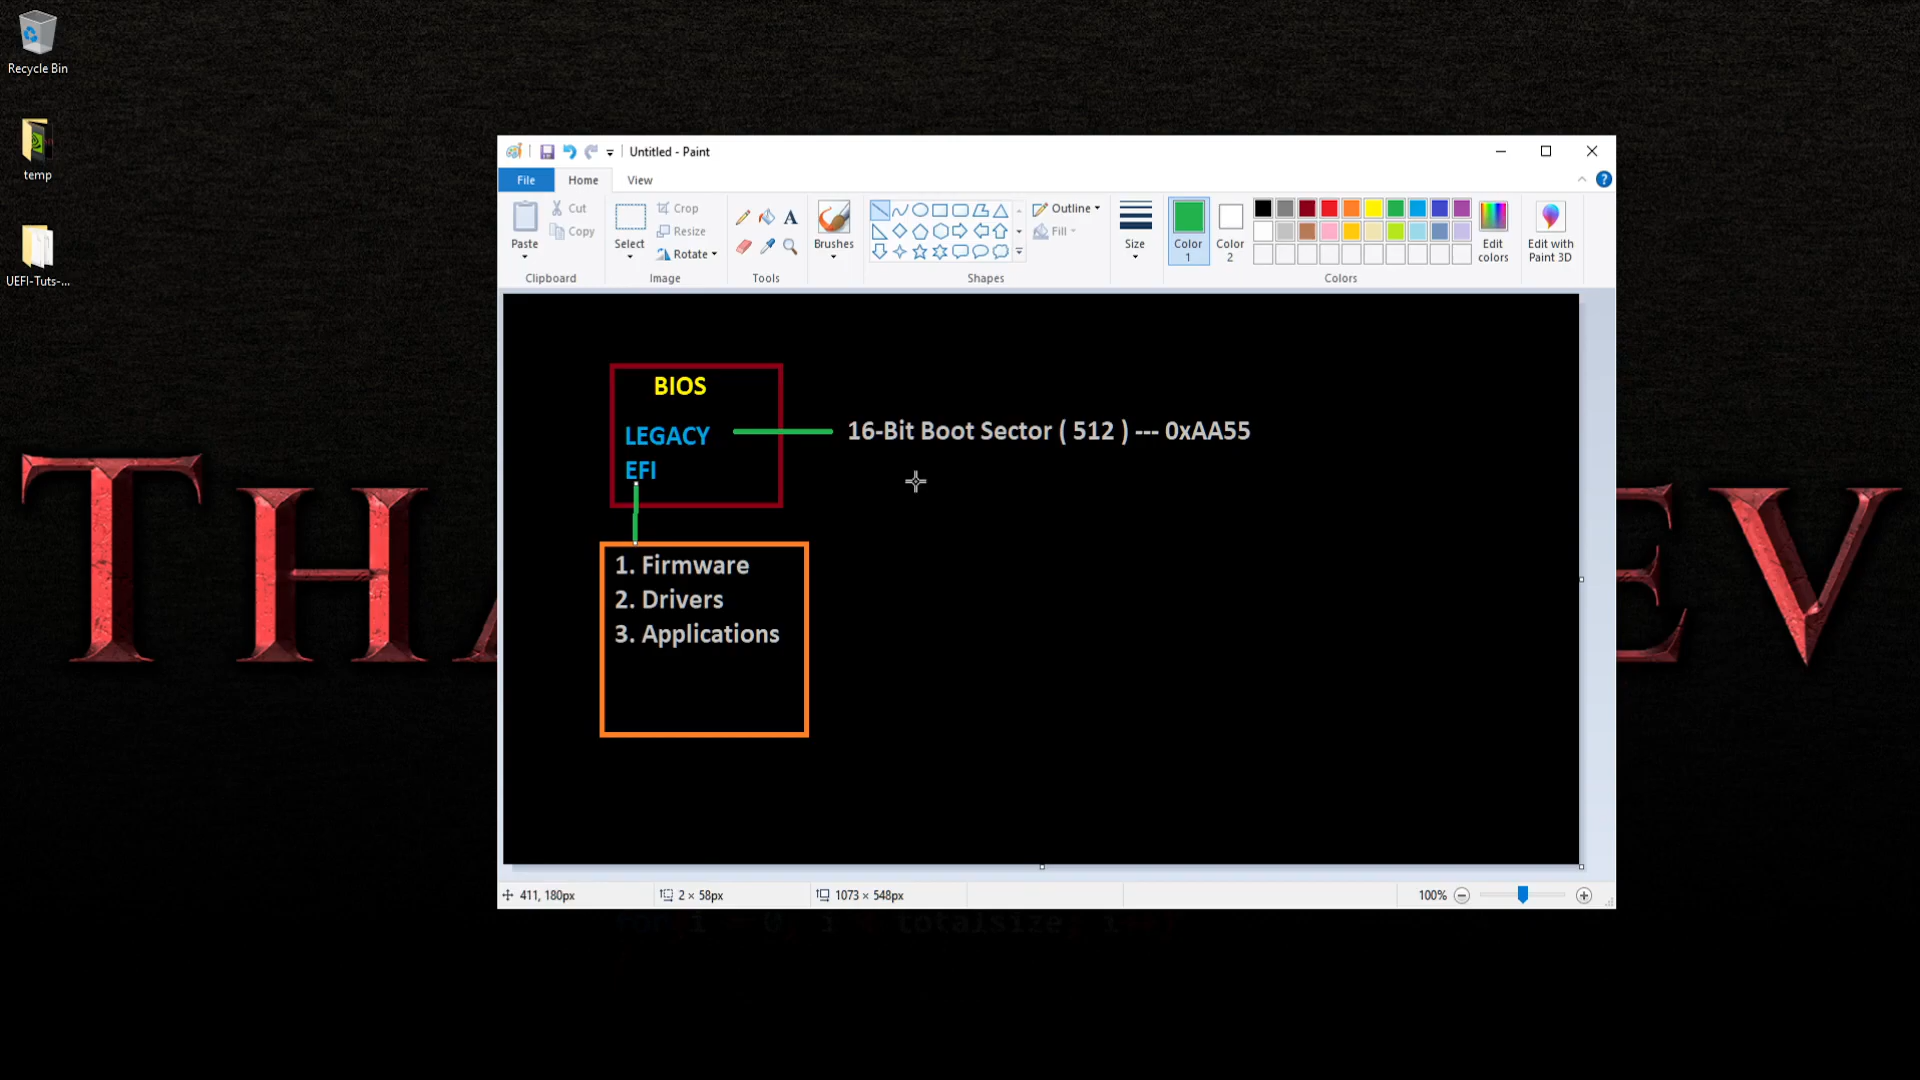 Recycle Bin
temp
UEFI-Tuts-...
Untitled - Paint
File
Home
View
Paste
Cut
Copy
Clipboard
Select
Crop
Resize
Rotate
Image
A
Tools
Brushes
Outline
Fill
Shapes
Size
Color
1
Color
2
Edit
colors
Edit with
Paint 3D
Colors
BIOS
LEGACY
EFI
16-Bit Boot Sector ( 512 ) --- 0xAA55
1. Firmware
2. Drivers
3. Applications
411, 180px
2 × 58px
1073 × 548px
100%
TH
EV